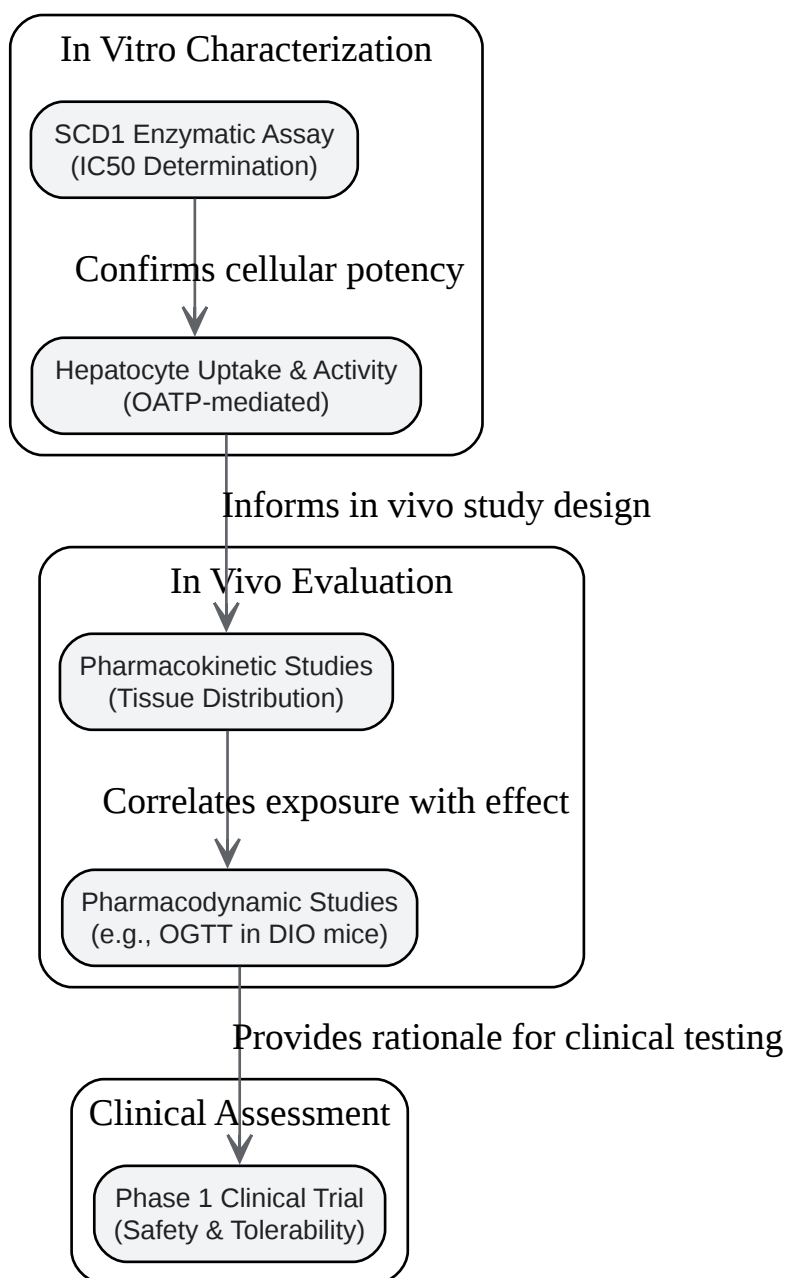 In Vitro Characterization
SCD1 Enzymatic Assay
(IC50 Determination)
Confirms cellular potency
Hepatocyte Uptake & Activity
(OATP-mediated)
Informs in vivo study design
In Vivo Evaluation
Pharmacokinetic Studies
(Tissue Distribution)
Correlates exposure with effect
Pharmacodynamic Studies
(e.g., OGTT in DIO mice)
Provides rationale for clinical testing
Clinical Assessment
Phase 1 Clinical Trial
(Safety & Tolerability)